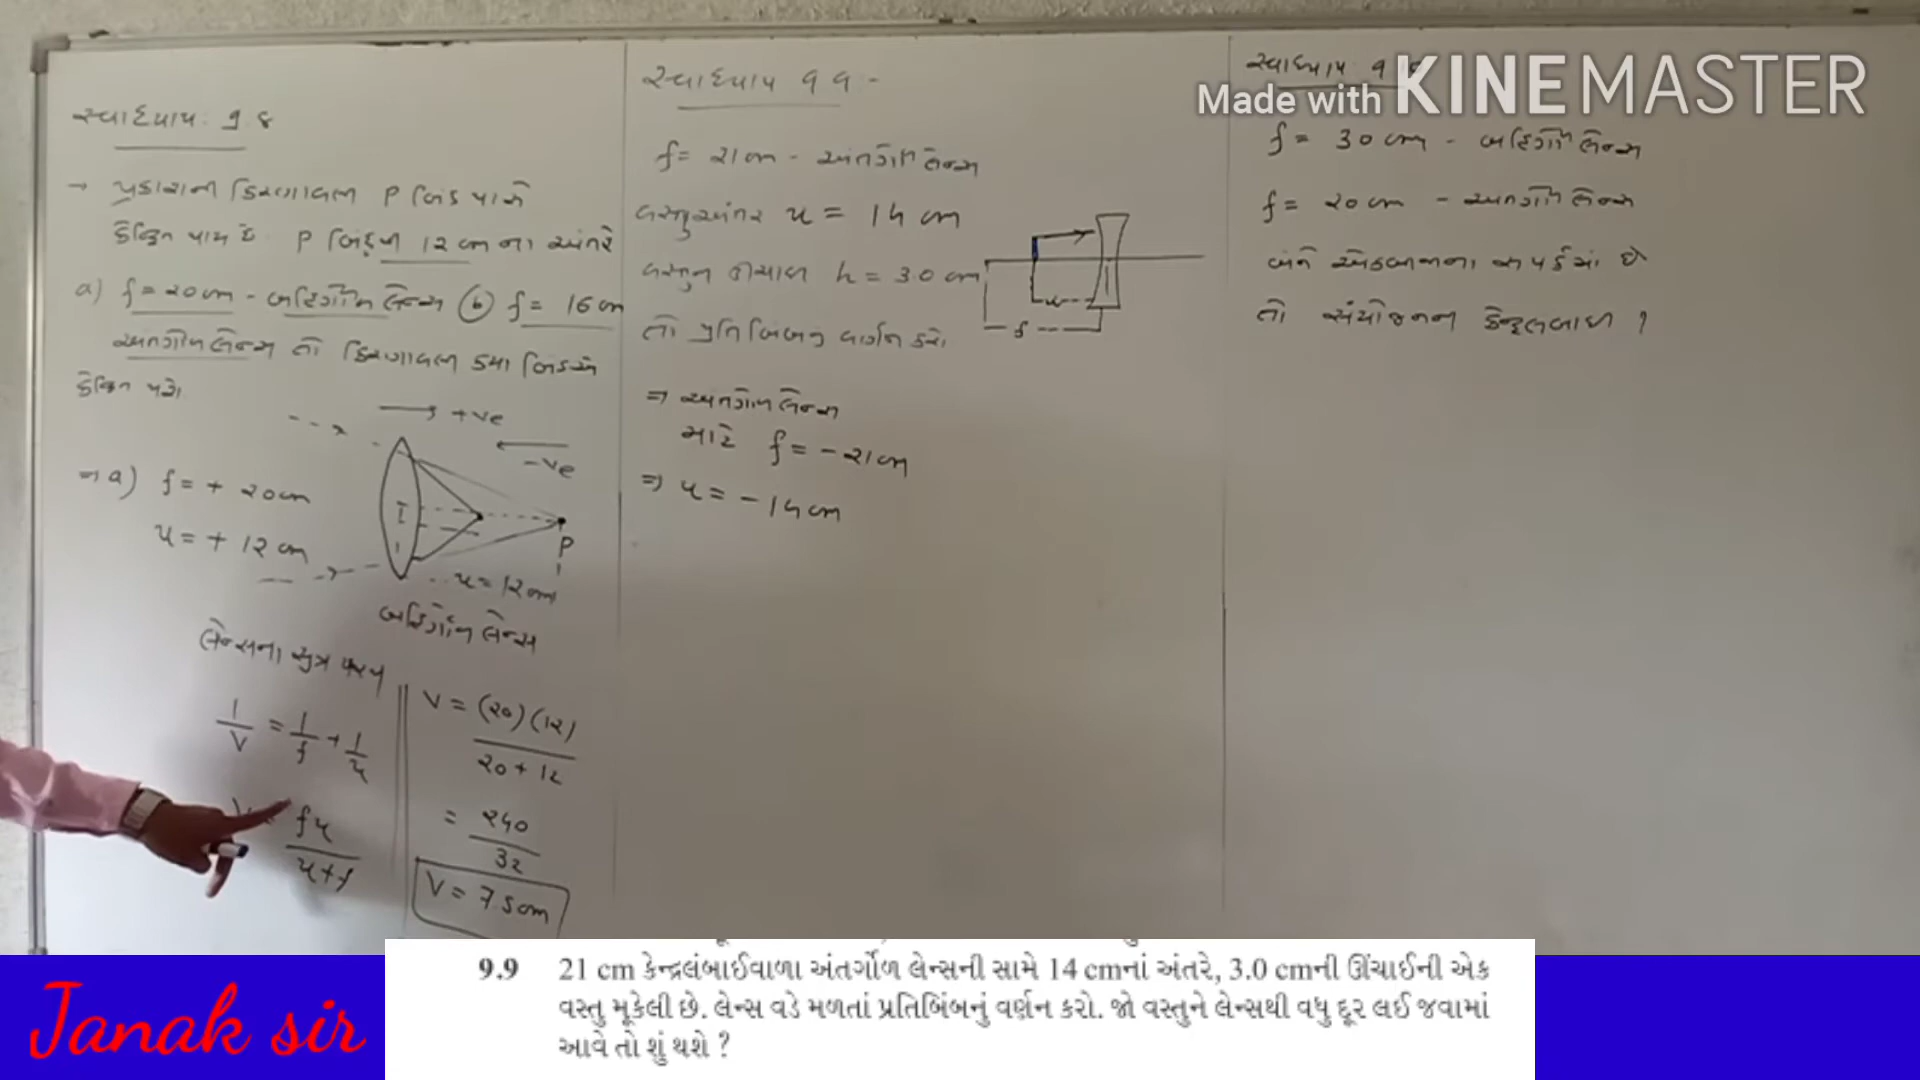 સ્વાધ્યાય ૧.૮
→ પ્રકાશની કિરણાવલી P બિંદુ પાસે
કેન્દ્રિત પામે છે. P બિંદુથી 12 cm ના અંતરે
a) f = 20 cm - બહિર્ગોળ લેન્સ (b) f = 16 cm
અંતર્ગોળ લેન્સ તો કિરણાવલી કયા બિંદુએ
કેન્દ્રિત થશે.
→ +ve
← -ve
⇒ a) f = + 20 cm
u = + 12 cm
P
u = 12 cm
બહિર્ગોળ લેન્સ
લેન્સના સૂત્ર પરથી
1/v = 1/f + 1/u
v = fu / u+f
v = (20)(12) / 20 + 12
= 240 / 32
v = 7.5 cm
સ્વાધ્યાય ૧૧ :-
f = 21 cm - અંતર્ગોળ લેન્સ
વસ્તુઅંતર u = 14 cm
વસ્તુની ઊંચાઈ h = 3.0 cm
તો પ્રતિબિંબનું વર્ણન કરો.
u
f
⇒ અંતર્ગોળ લેન્સ
માટે f = - 21 cm
⇒ u = - 14 cm
સ્વાધ્યાય
Made with KINEMASTER
f = 30 cm - બહિર્ગોળ લેન્સ
f = 20 cm - અંતર્ગોળ લેન્સ
બંને એકબીજાના સંપર્કમાં છે
તો સંયોજનની કેન્દ્રલંબાઈ ?
9.9 21 cm કેન્દ્રલંબાઈવાળા અંતર્ગોળ લેન્સની સામે 14 cmનાં અંતરે, 3.0 cmની ઊંચાઈની એક
વસ્તુ મૂકેલી છે. લેન્સ વડે મળતાં પ્રતિબિંબનું વર્ણન કરો. જો વસ્તુને લેન્સથી વધુ દૂર લઈ જવામાં
આવે તો શું થશે ?
Janak sir